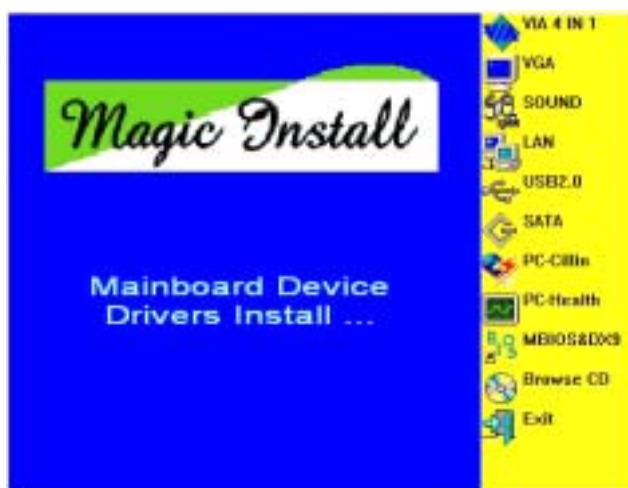 Magic Install
Mainboard Device
Drivers Install ...
VIA 4 IN 1
VGA
SOUND
LAN
USB2.0
SATA
PC-Cillin
PC-Health
MBIOS&DX9
Browse CD
Exit